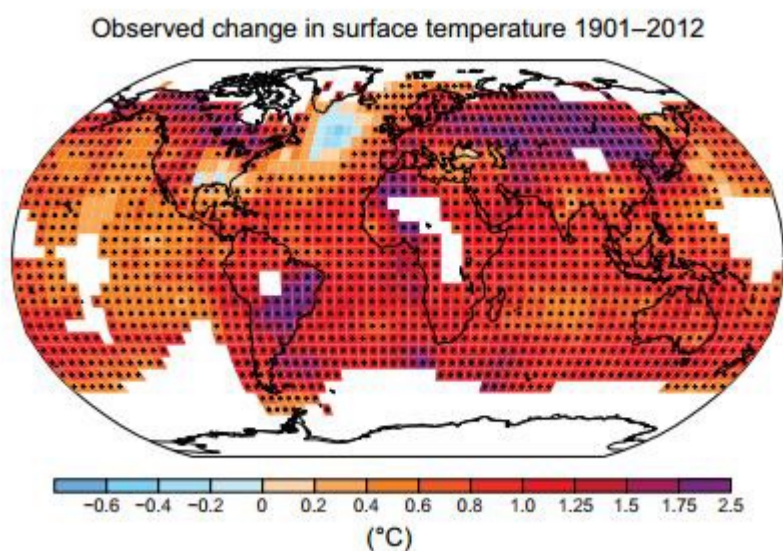 Observed change in surface temperature 1901–2012
−0.6 −0.4 −0.2 0 0.2 0.4 0.6 0.8 1.0 1.25 1.5 1.75 2.5
(°C)